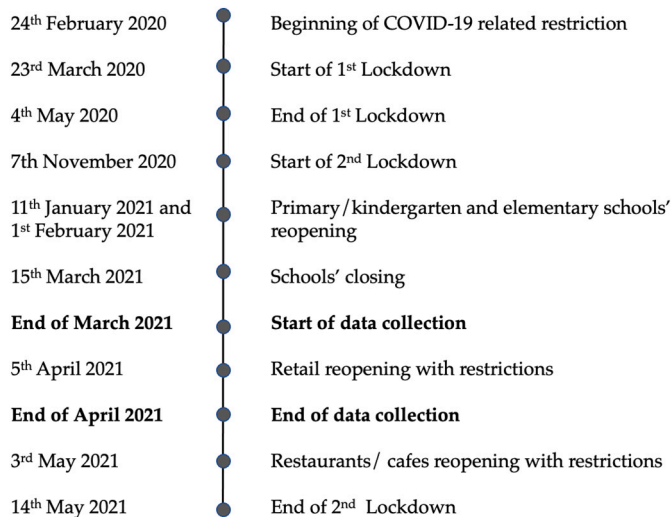 24th February 2020 Beginning of COVID-19 related restriction
23rd March 2020 Start of 1st Lockdown
4th May 2020 End of 1st Lockdown
7th November 2020 Start of 2nd Lockdown
11th January 2021 and Primary/kindergarten and elementary schools'
1st February 2021 reopening
15th March 2021 Schools' closing
End of March 2021 Start of data collection
5th April 2021 Retail reopening with restrictions
End of April 2021 End of data collection
3rd May 2021 Restaurants/ cafes reopening with restrictions
14th May 2021 End of 2nd Lockdown